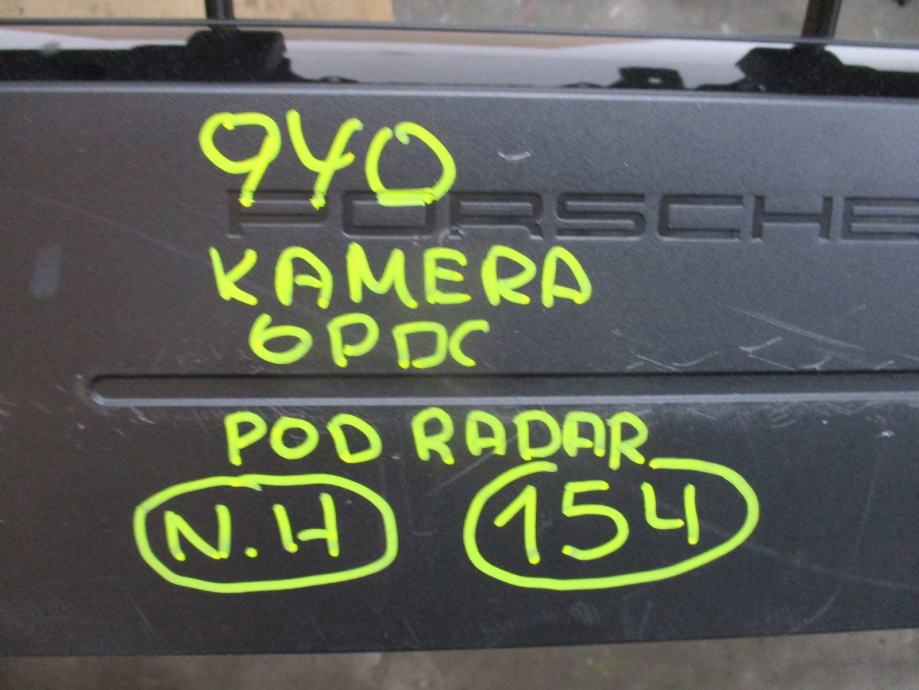 940
PORSCHE
KAMERA
6PDC
POD RADAR
N.H 154